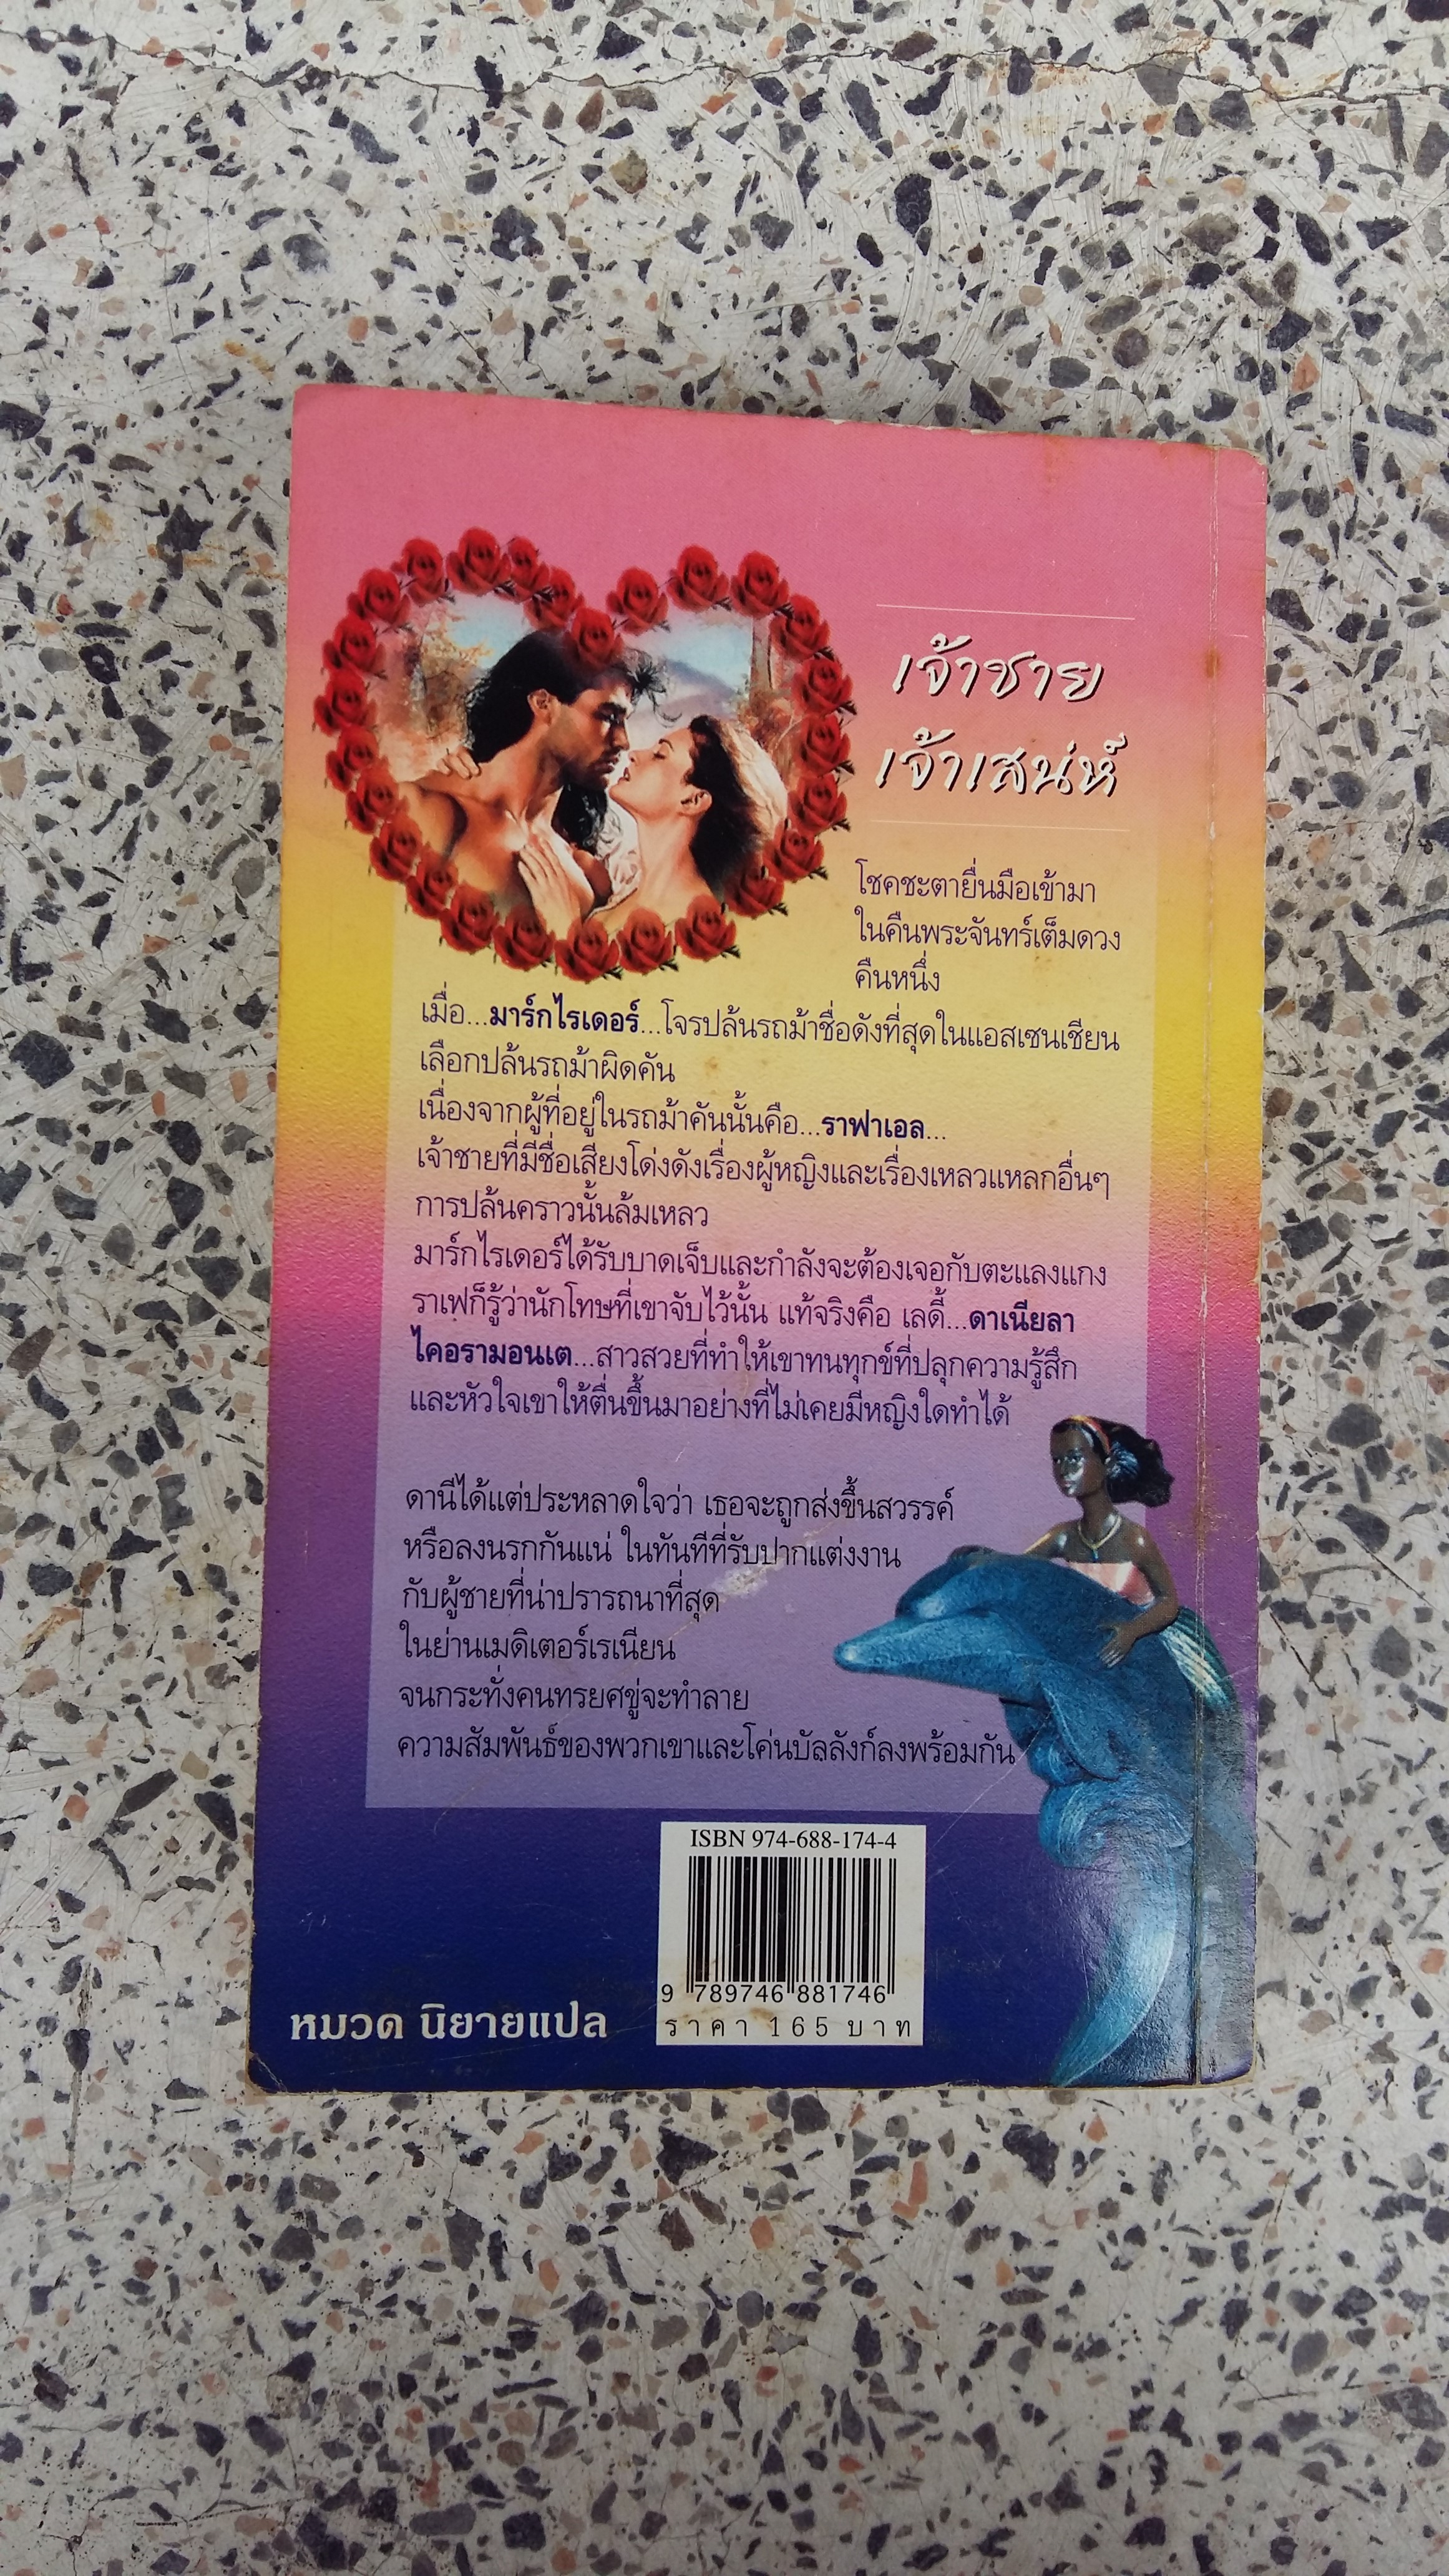 เจ้าชาย
เจ้าเสน่ห์
โชคชะตายื่นมือเข้ามา
ในคืนพระจันทร์เต็มดวง
คืนหนึ่ง
เมื่อ...มาร์กไรเดอร์...โจรปล้นรถม้าชื่อดังที่สุดในแอสเซนเชียน
เลือกปล้นรถม้าผิดคัน
เนื่องจากผู้ที่อยู่ในรถม้าคันนั้นคือ...ราฟาเอล...
เจ้าชายที่มีชื่อเสียงโด่งดังเรื่องผู้หญิงและเรื่องเหลวแหลกอื่นๆ
การปล้นคราวนั้นล้มเหลว
มาร์กไรเดอร์ได้รับบาดเจ็บและกำลังจะต้องเจอกับตะแลงแกง
ราเฟก็รู้ว่านักโทษที่เขาจับไว้นั้น แท้จริงคือ เลดี้...ดาเนียลา
ไคอรามอนเต...สาวสวยที่ทำให้เขาทนทุกข์ที่ปลุกความรู้สึก
และหัวใจเขาให้ตื่นขึ้นมาอย่างที่ไม่เคยมีหญิงใดทำได้
ดานีได้แต่ประหลาดใจว่า เธอจะถูกส่งขึ้นสวรรค์
หรือลงนรกกันแน่ ในทันทีที่รับปากแต่งงาน
กับผู้ชายที่น่าปรารถนาที่สุด
ในย่านเมดิเตอร์เรเนียน
จนกระทั่งคนทรยศขู่จะทำลาย
ความสัมพันธ์ของพวกเขาและโค่นบัลลังก์ลงพร้อมกัน
ISBN 974-688-174-4
9 789746 881746
ราคา 165 บาท
หมวด นิยายแปล